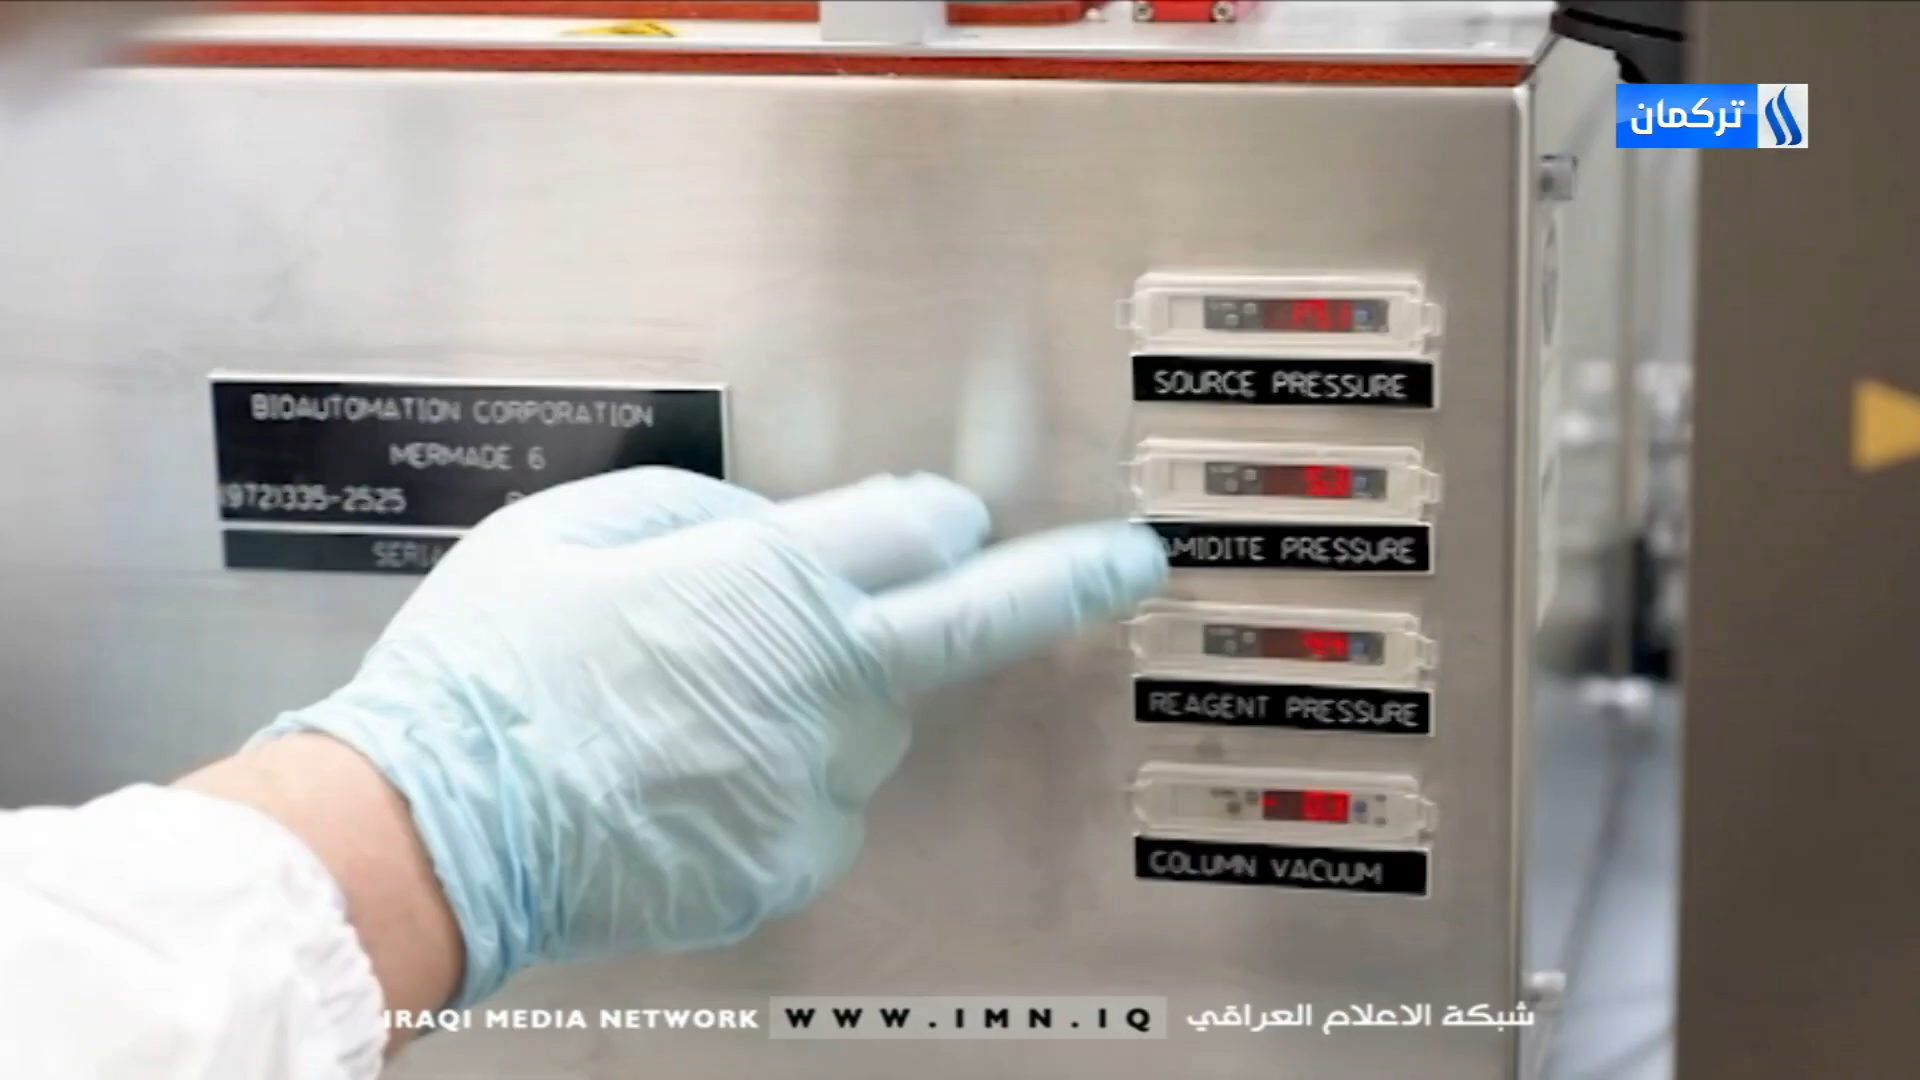 تركمان
BIOAUTOMATION CORPORATION
MERMADE 6
(972)335-2525
SOURCE PRESSURE
AMIDITE PRESSURE
REAGENT PRESSURE
COLUMN VACUUM
IRAQI MEDIA NETWORK WWW.IMN.IQ شبكة الاعلام العراقي